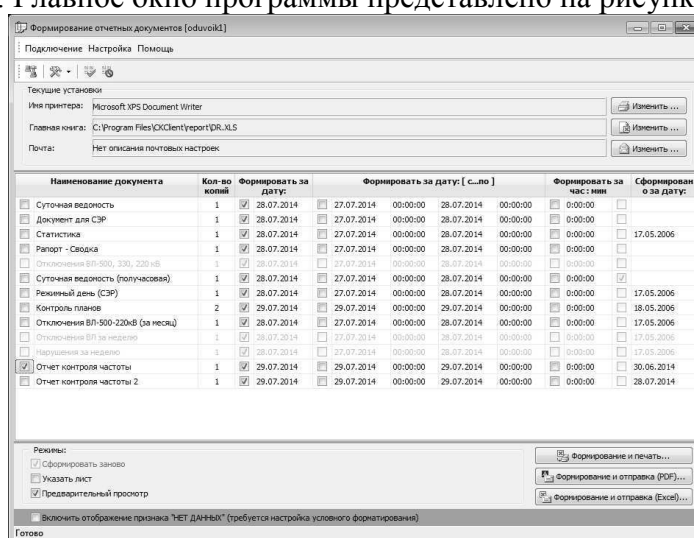 . Главное окно программы представлено на рисунк
Формирование отчетных документов [oduvoik1]
Подключение Настройка Помощь
Текущие установки
Имя принтера: Microsoft XPS Document Writer Изменить ...
Главная книга: C:\Program Files\CKClient\report\DR.XLS Изменить ...
Почта: Нет описания почтовых настроек Изменить ...
Наименование документа Кол-во копий Формировать за дату: Формировать за дату: [ с...по ] Формировать за час : мин Сформирован о за дату:
Суточная ведомость 1 28.07.2014 27.07.2014 00:00:00 28.07.2014 00:00:00 0:00:00
Документ для СЭР 1 28.07.2014 27.07.2014 00:00:00 28.07.2014 00:00:00 0:00:00
Статистика 1 28.07.2014 27.07.2014 00:00:00 28.07.2014 00:00:00 0:00:00 17.05.2006
Рапорт - Сводка 1 28.07.2014 27.07.2014 00:00:00 28.07.2014 00:00:00 0:00:00
Отключения ВЛ-500, 330, 220 кВ 1 28.07.2014 27.07.2014 00:00:00 28.07.2014 00:00:00 0:00:00
Суточная ведомость (получасовая) 1 28.07.2014 27.07.2014 00:00:00 28.07.2014 00:00:00 0:00:00
Режимный день (СЭР) 1 28.07.2014 27.07.2014 00:00:00 28.07.2014 00:00:00 0:00:00 17.05.2006
Контроль планов 2 29.07.2014 29.07.2014 00:00:00 29.07.2014 00:00:00 0:00:00 18.05.2006
Отключения ВЛ-500-220кВ (за месяц) 1 28.07.2014 27.07.2014 00:00:00 28.07.2014 00:00:00 0:00:00 17.05.2006
Отключения ВЛ за неделю 1 28.07.2014 27.07.2014 00:00:00 28.07.2014 00:00:00 0:00:00 17.05.2006
Нарушения за неделю 1 28.07.2014 27.07.2014 00:00:00 28.07.2014 00:00:00 0:00:00 17.05.2006
Отчет контроля частоты 1 29.07.2014 29.07.2014 00:00:00 29.07.2014 00:00:00 0:00:00 30.06.2014
Отчет контроля частоты 2 1 29.07.2014 29.07.2014 00:00:00 29.07.2014 00:00:00 0:00:00 28.07.2014
Режимы:
Сформировать заново
Указать лист
Предварительный просмотр
Формирование и печать...
Формирование и отправка (PDF)...
Формирование и отправка (Excel)...
Включить отображение признака "НЕТ ДАННЫХ" (требуется настройка условного форматирования)
Готово